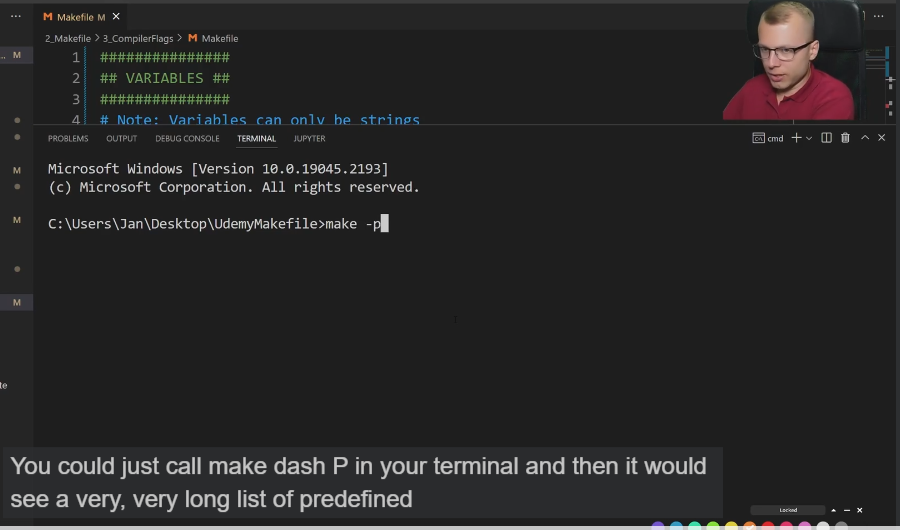 ... Makefile M ✕ ...
2_Makefile > 3_CompilerFlags > M Makefile
... M
1 ###############
2 ## VARIABLES ##
3 ###############
4 # Note: Variables can only be strings
PROBLEMS OUTPUT DEBUG CONSOLE TERMINAL JUPYTER cmd
Microsoft Windows [Version 10.0.19045.2193]
M
(c) Microsoft Corporation. All rights reserved.
M
C:\Users\Jan\Desktop\UdemyMakefile>make -p
M
te
You could just call make dash P in your terminal and then it would
see a very, very long list of predefined
Locked